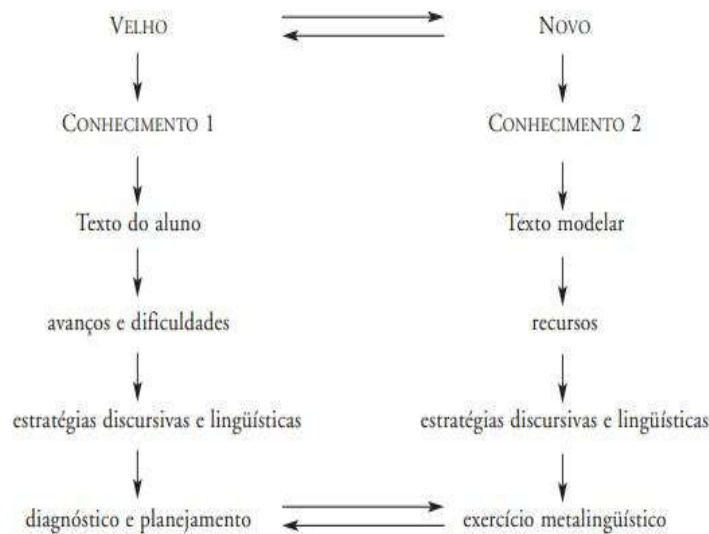 VELHO NOVO
CONHECIMENTO 1 CONHECIMENTO 2
Texto do aluno Texto modelar
avanços e dificuldades recursos
estratégias discursivas e lingüísticas estratégias discursivas e lingüísticas
diagnóstico e planejamento exercício metalingüístico